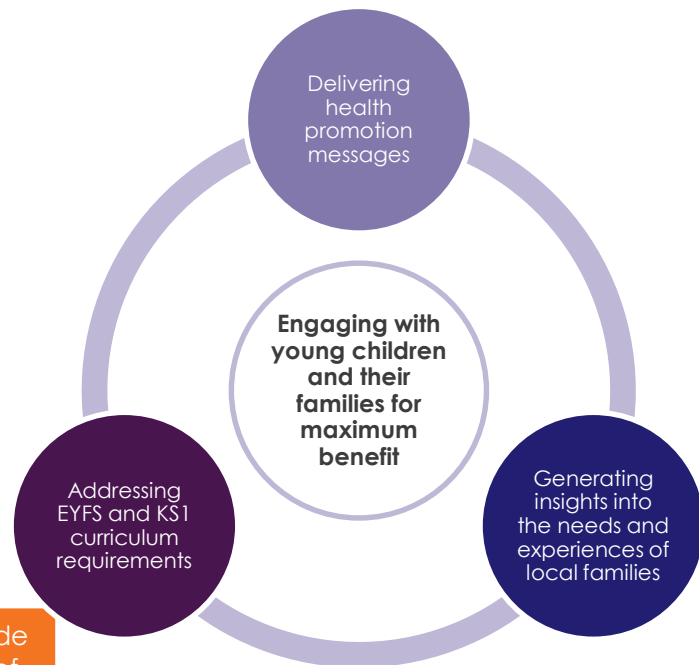 Delivering
health
promotion
messages
Engaging with
young children
and their
families for
maximum
benefit
Addressing
EYFS and KS1
curriculum
requirements
Generating
insights into
the needs and
experiences of
local families